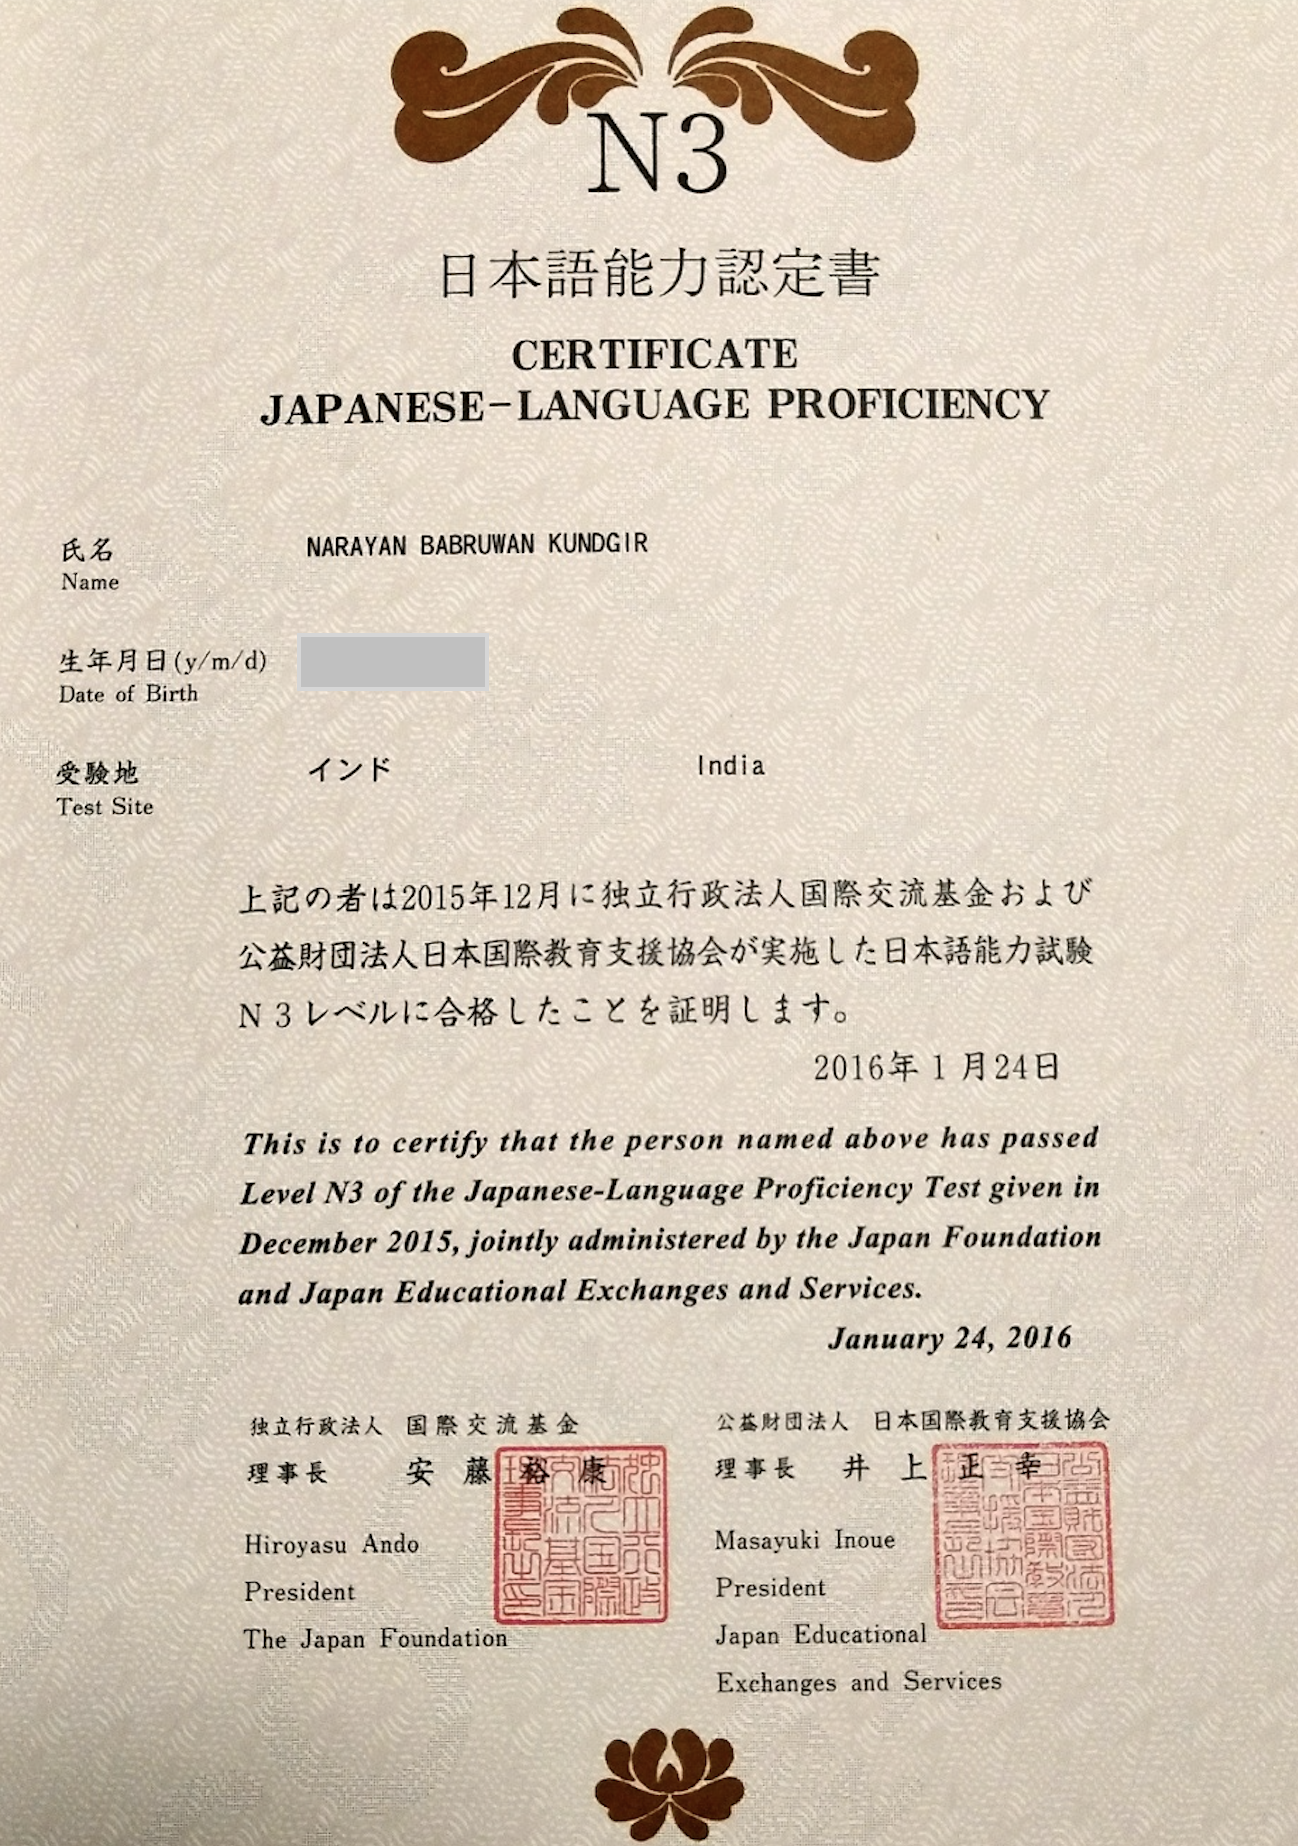 N3
日本語能力認定書
CERTIFICATE
JAPANESE-LANGUAGE PROFICIENCY
氏名 NARAYAN BABRUWAN KUNDGIR
Name
生年月日(y/m/d)
Date of Birth
受験地 インド India
Test Site
上記の者は2015年12月に独立行政法人国際交流基金および
公益財団法人日本国際教育支援協会が実施した日本語能力試験
N3レベルに合格したことを証明します。
2016年1月24日
This is to certify that the person named above has passed
Level N3 of the Japanese-Language Proficiency Test given in
December 2015, jointly administered by the Japan Foundation
and Japan Educational Exchanges and Services.
January 24, 2016
独立行政法人 国際交流基金
理事長 安藤裕康
Hiroyasu Ando
President
The Japan Foundation
公益財団法人 日本国際教育支援協会
理事長 井上正幸
Masayuki Inoue
President
Japan Educational
Exchanges and Services